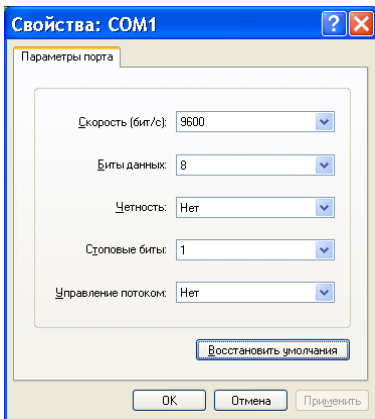 Свойства: COM1
Параметры порта
Скорость (бит/с): 9600
Биты данных: 8
Четность: Нет
Стоповые биты: 1
Управление потоком: Нет
Восстановить умолчания
OK Отмена Применить